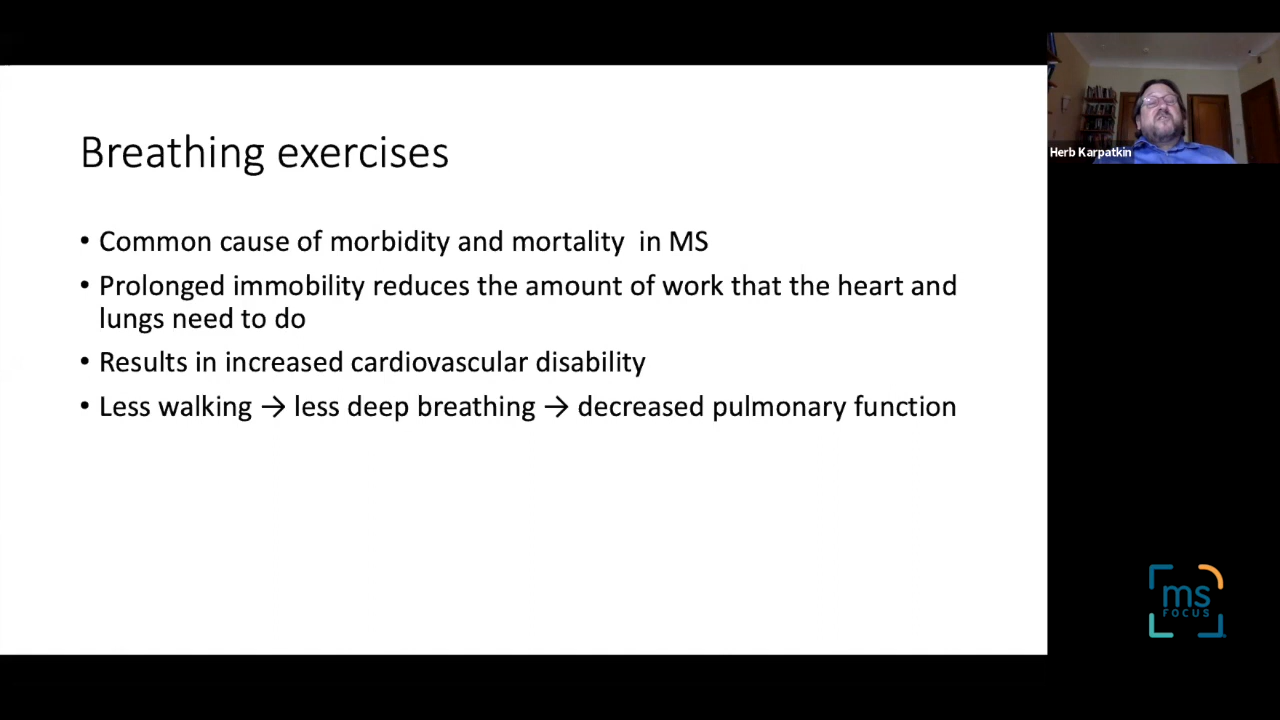 Breathing exercises
• Common cause of morbidity and mortality  in MS
• Prolonged immobility reduces the amount of work that the heart and
lungs need to do
• Results in increased cardiovascular disability
• Less walking → less deep breathing → decreased pulmonary function
Herb Karpatkin
ms
FOCUS